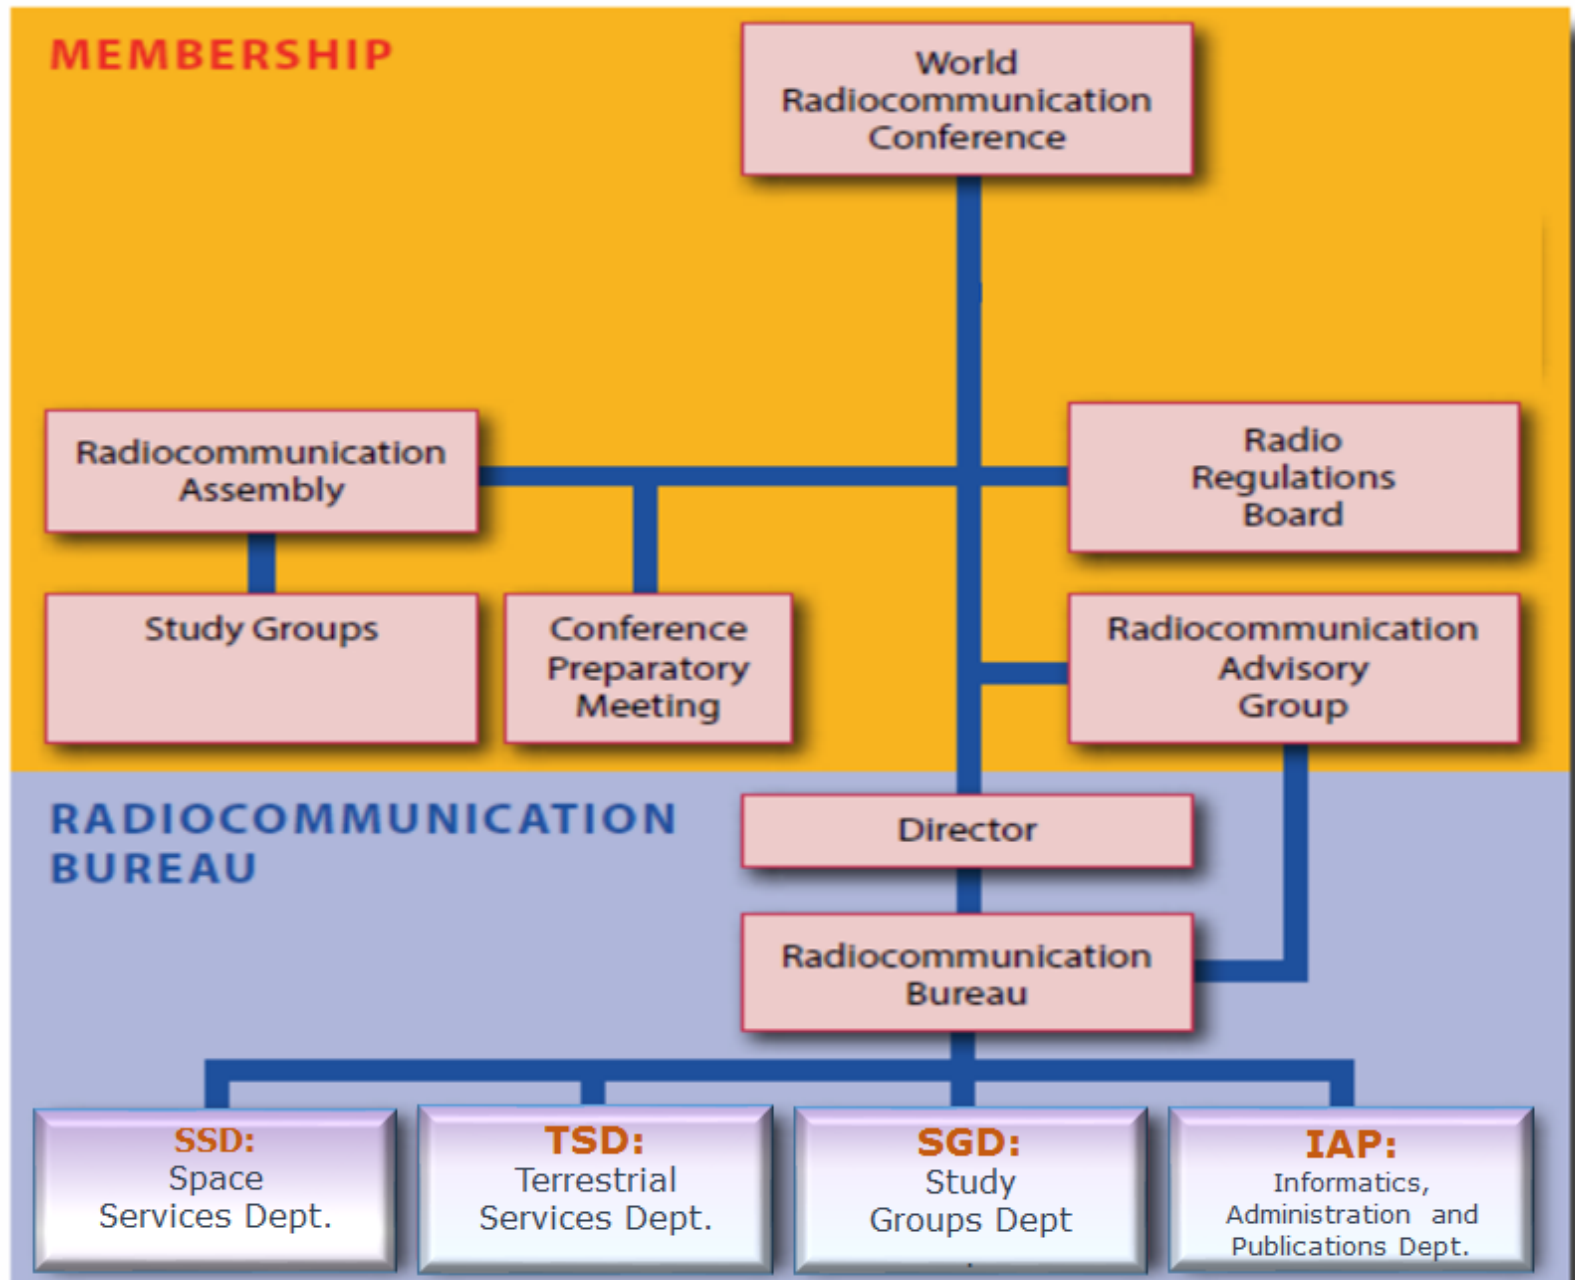 MEMBERSHIP
World
Radiocommunication
Conference
Radiocommunication
Assembly
Radio
Regulations
Board
Study Groups
Conference
Preparatory
Meeting
Radiocommunication
Advisory
Group
RADIOCOMMUNICATION
BUREAU
Director
Radiocommunication
Bureau
SSD:
Space
Services Dept.
TSD:
Terrestrial
Services Dept.
SGD:
Study
Groups Dept
.
IAP:
Informatics,
Administration and
Publications Dept.